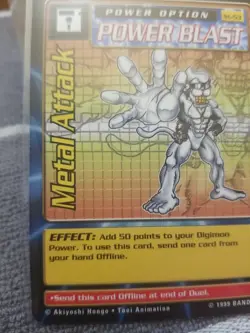 POWER OPTION
POWER BLAST
Metal Attack
EFFECT: Add 50 points to your Digimon
Power. To use this card, send one card from
your hand Offline.
•Send this card Offline at end of Duel.
© Akiyoshi Hongo • Toei Animation
© 1999 BANDA